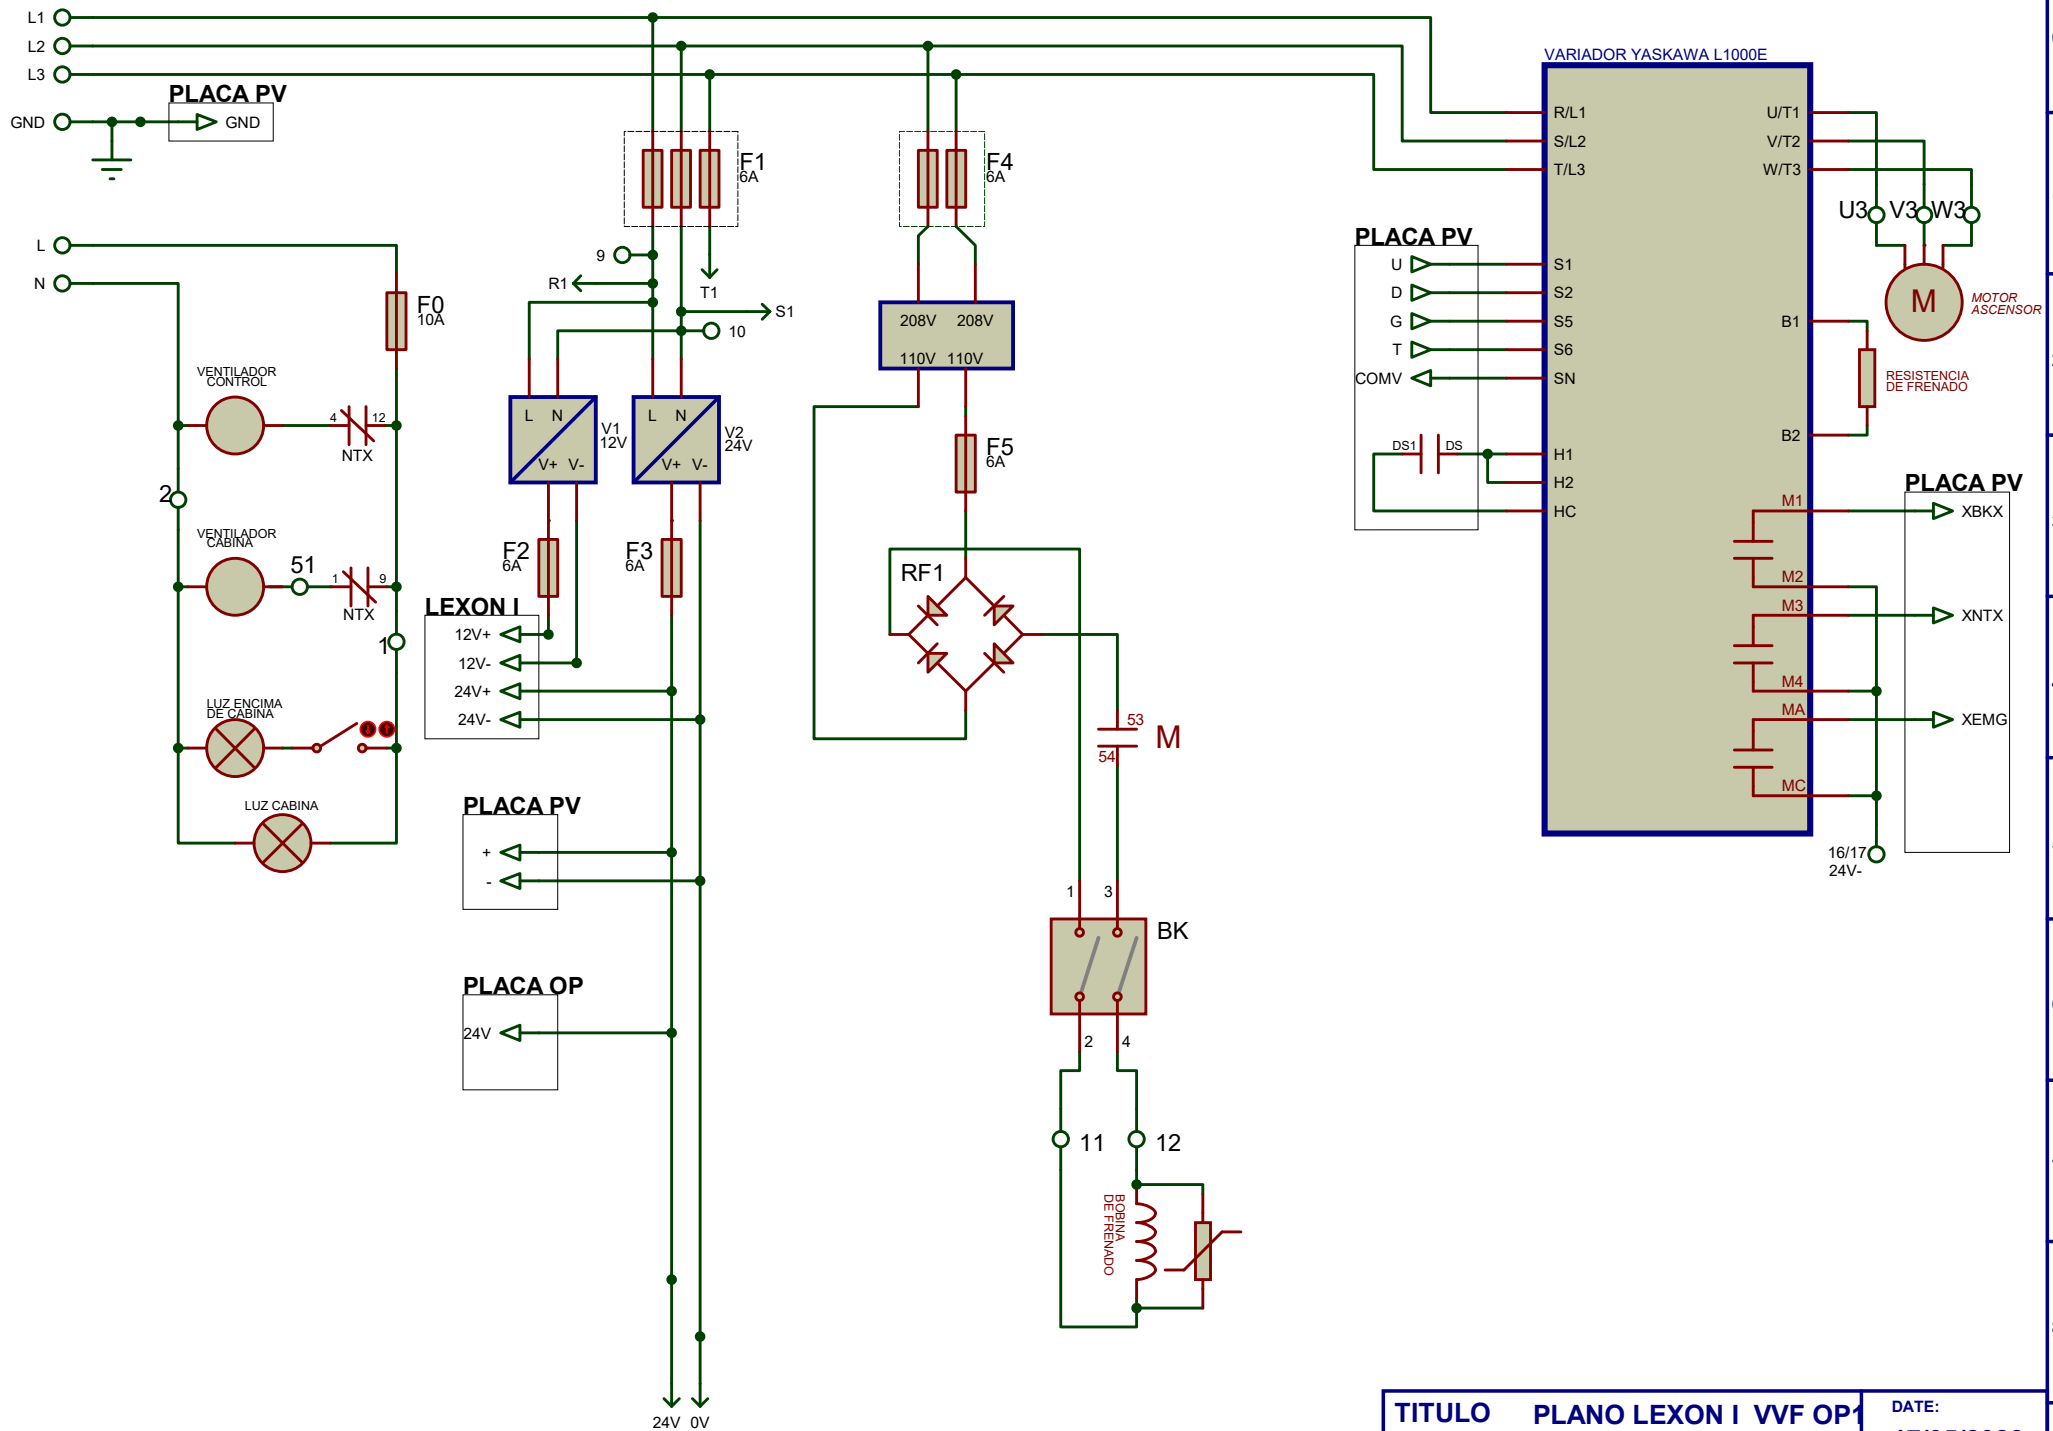 L1
L2
L3
GND
PLACA PV
GND
L
N
F0
10A
VENTILADOR
CONTROL
4
12
NTX
2
VENTILADOR
CABINA
51
1
9
NTX
1
LUZ ENCIMA
DE CABINA
LUZ CABINA
F1
6A
9
R1
T1
S1
10
L
N
V+
V-
V1
12V
L
N
V+
V-
V2
24V
F2
6A
F3
6A
LEXON I
12V+
12V-
24V+
24V-
PLACA PV
+
-
PLACA OP
24V
24V
0V
F4
6A
208V
208V
110V
110V
F5
6A
RF1
53
54
M
1
3
BK
2
4
11
12
BOBINA
DE FRENADO
VARIADOR YASKAWA L1000E
R/L1
S/L2
T/L3
U/T1
V/T2
W/T3
U3
V3
W3
M
MOTOR
ASCENSOR
PLACA PV
U
D
G
T
COMV
S1
S2
S5
S6
SN
DS1
DS
H1
H2
HC
B1
B2
RESISTENCIA
DE FRENADO
M1
M2
M3
M4
MA
MC
PLACA PV
XBKX
XNTX
XEMG
16/17
24V-
TITULO
PLANO LEXON I VVF OP1
DATE: